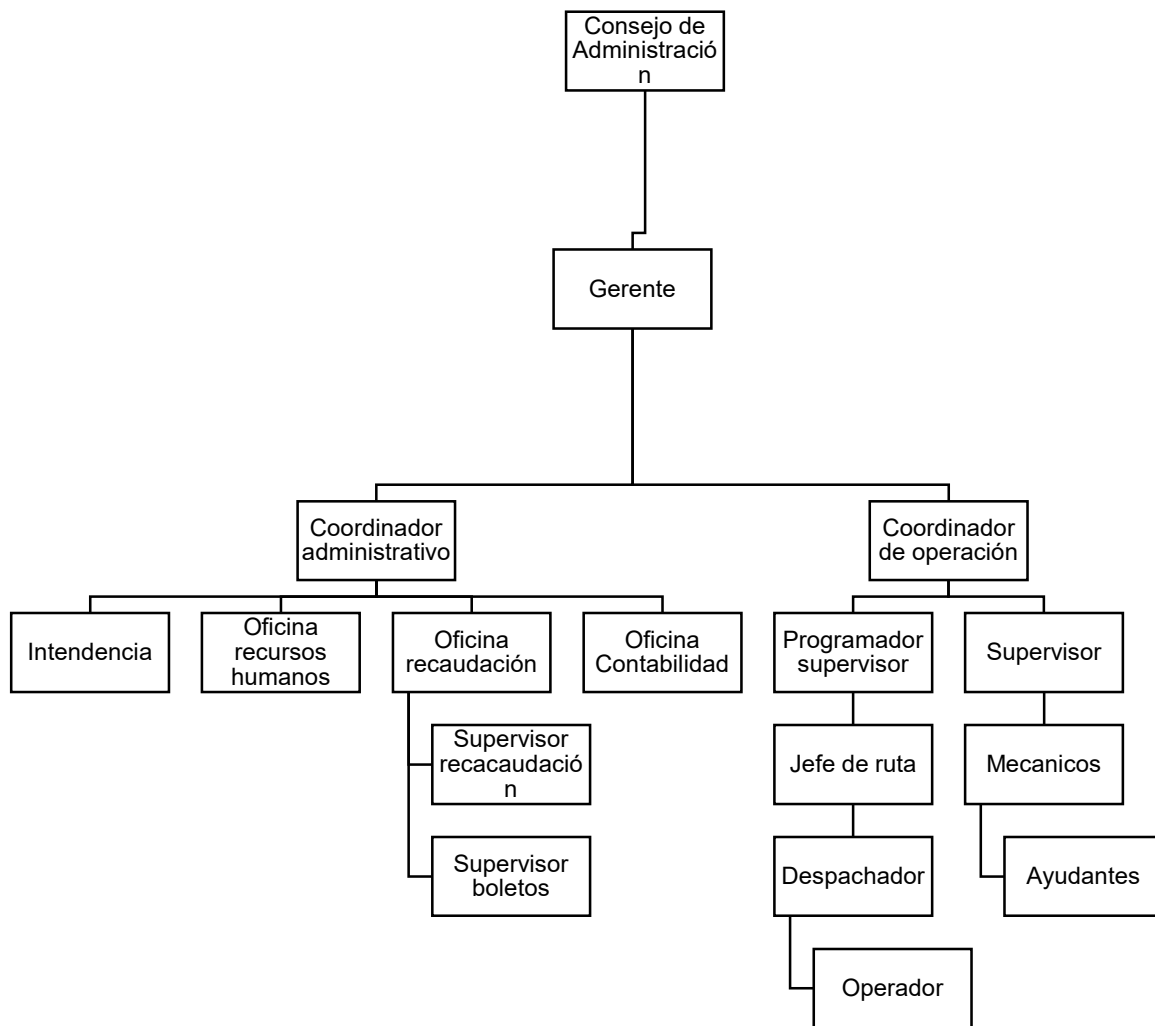 Consejo de
Administració
n
Gerente
Coordinador
administrativo
Coordinador
de operación
Intendencia
Oficina
recursos
humanos
Oficina
recaudación
Oficina
Contabilidad
Programador
supervisor
Supervisor
Supervisor
recacaudació
n
Jefe de ruta
Mecanicos
Supervisor
boletos
Despachador
Ayudantes
Operador